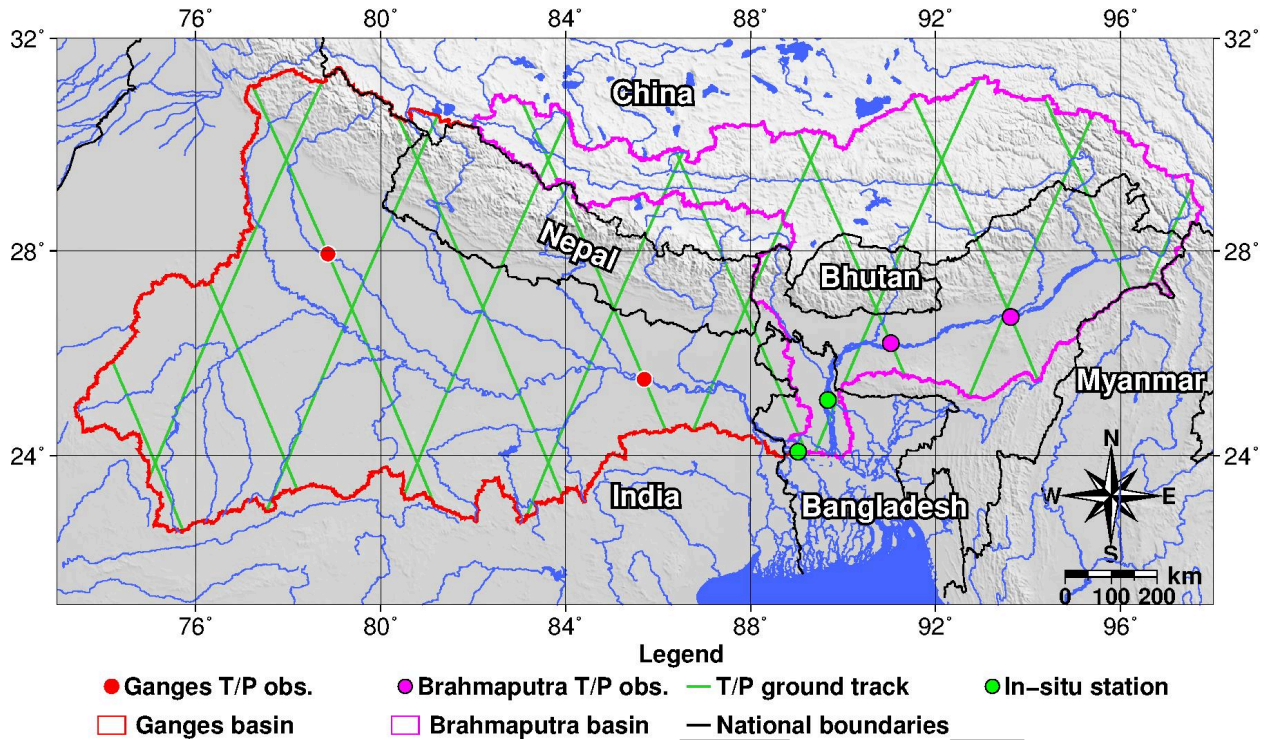 76° 80° 84° 88° 92° 96°
32° 32°
China
28° 28°
Nepal
Bhutan
Myanmar
24° 24°
India
Bangladesh
N
W E
S
km
0 100 200
76° 80° 84° 88° 92° 96°
Legend
Ganges T/P obs. Brahmaputra T/P obs. T/P ground track In-situ station
Ganges basin Brahmaputra basin National boundaries